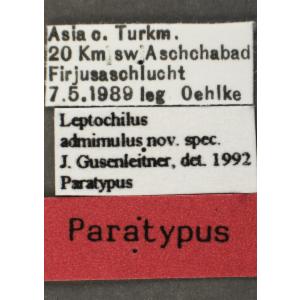 Asia c. Turkm.
20 Km sw Aschchabad
Firjusaschlucht
7.5.1989 leg Oehlke
Leptochilus
admimulus nov. spec.
J. Gusenleitner, det. 1992
Paratypus
Paratypus